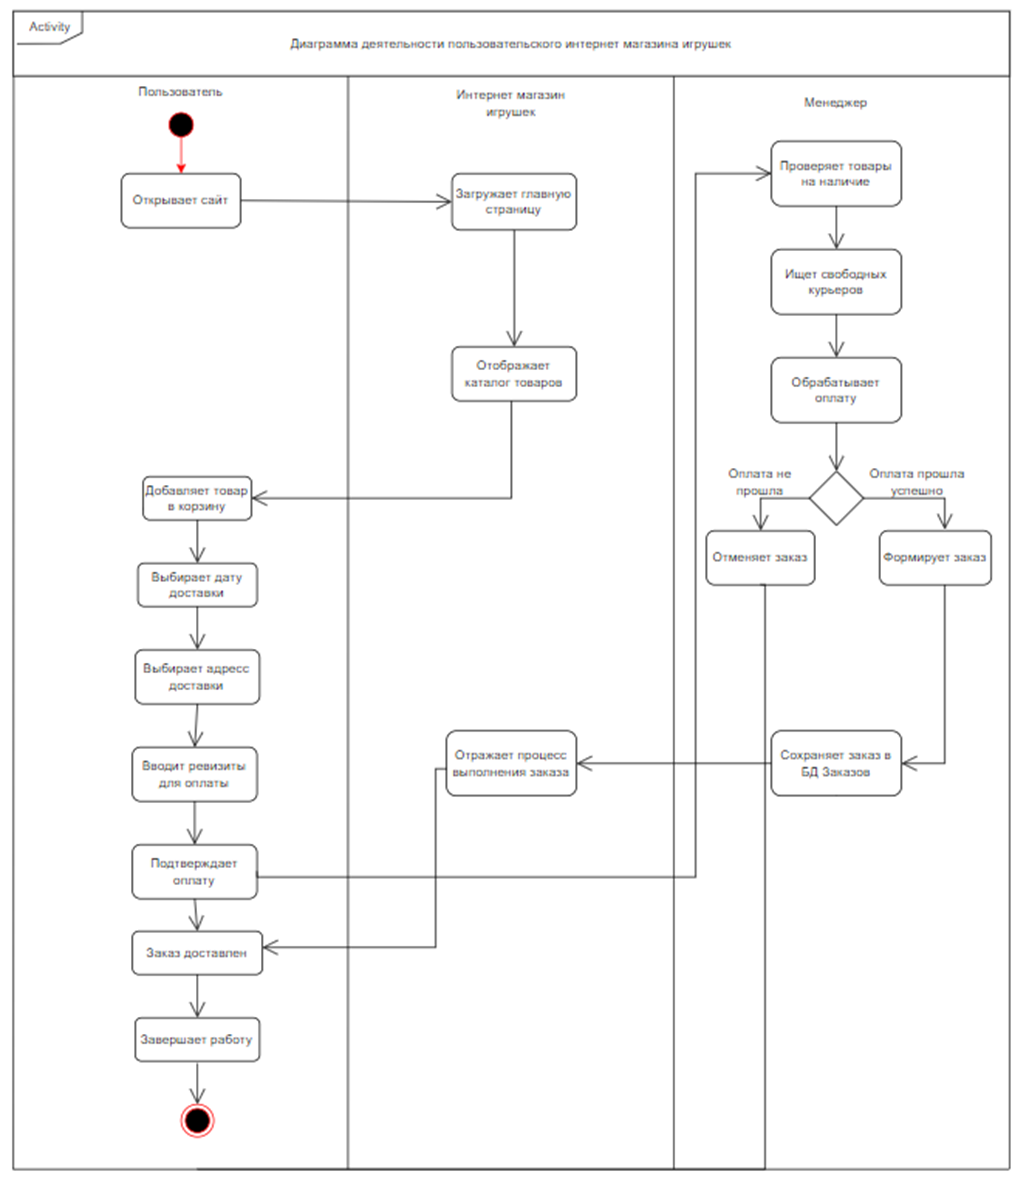 Activity
Диаграмма деятельности пользовательского интернет магазина игрушек
Пользователь
Открывает сайт
Добавляет товар
в корзину
Выбирает дату
доставки
Выбирает адресс
доставки
Вводит ревизиты
для оплаты
Подтверждает
оплату
Заказ доставлен
Завершает работу
Интернет магазин
игрушек
Загружает главную
страницу
Отображает
каталог товаров
Отражает процесс
выполнения заказа
Менеджер
Проверяет товары
на наличие
Ищет свободных
курьеров
Обрабатывает
оплату
Оплата не
прошла
Оплата прошла
успешно
Отменяет заказ
Формирует заказ
Сохраняет заказ в
БД Заказов